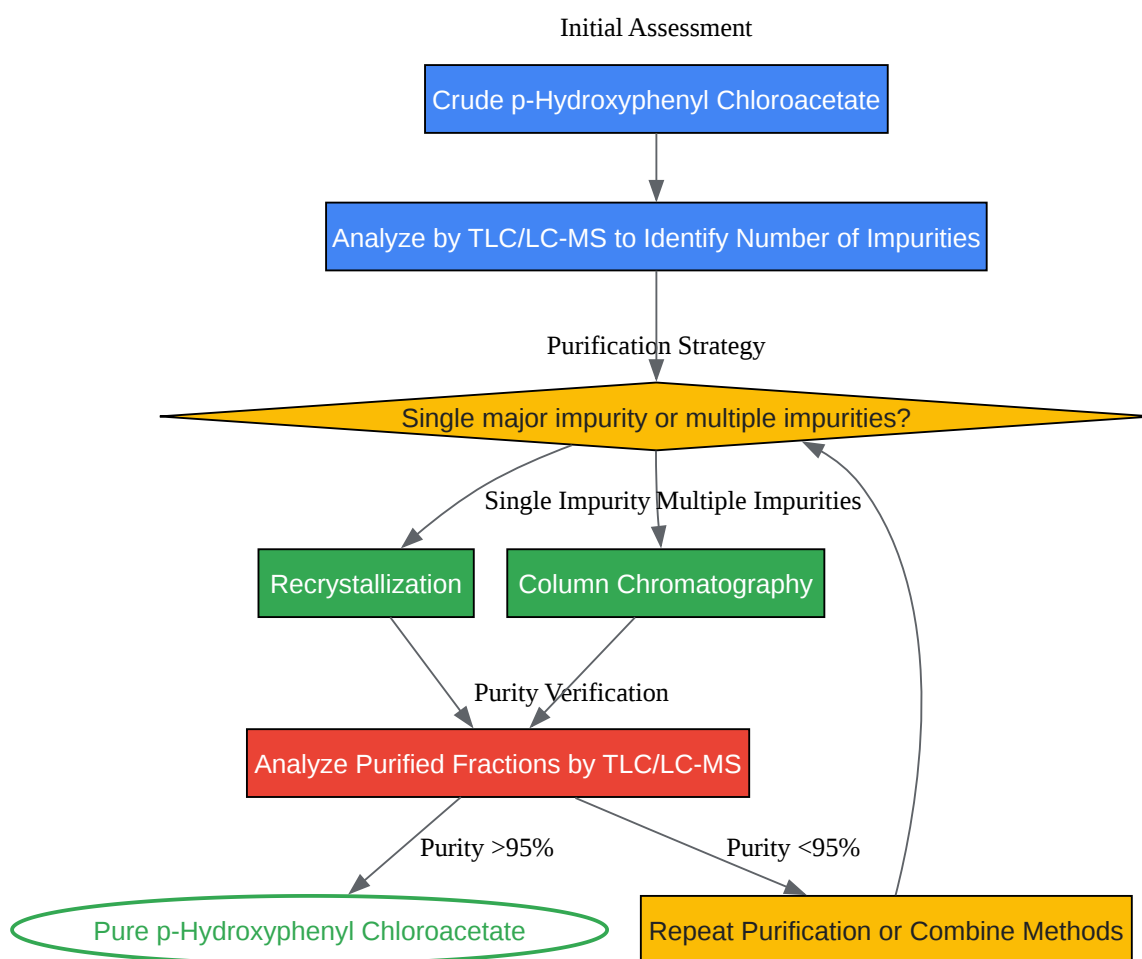 Initial Assessment
Crude p-Hydroxyphenyl Chloroacetate
Analyze by TLC/LC-MS to Identify Number of Impurities
Purification Strategy
Single major impurity or multiple impurities?
Single Impurity
Multiple Impurities
Recrystallization
Column Chromatography
Purity Verification
Analyze Purified Fractions by TLC/LC-MS
Purity >95%
Purity <95%
Pure p-Hydroxyphenyl Chloroacetate
Repeat Purification or Combine Methods